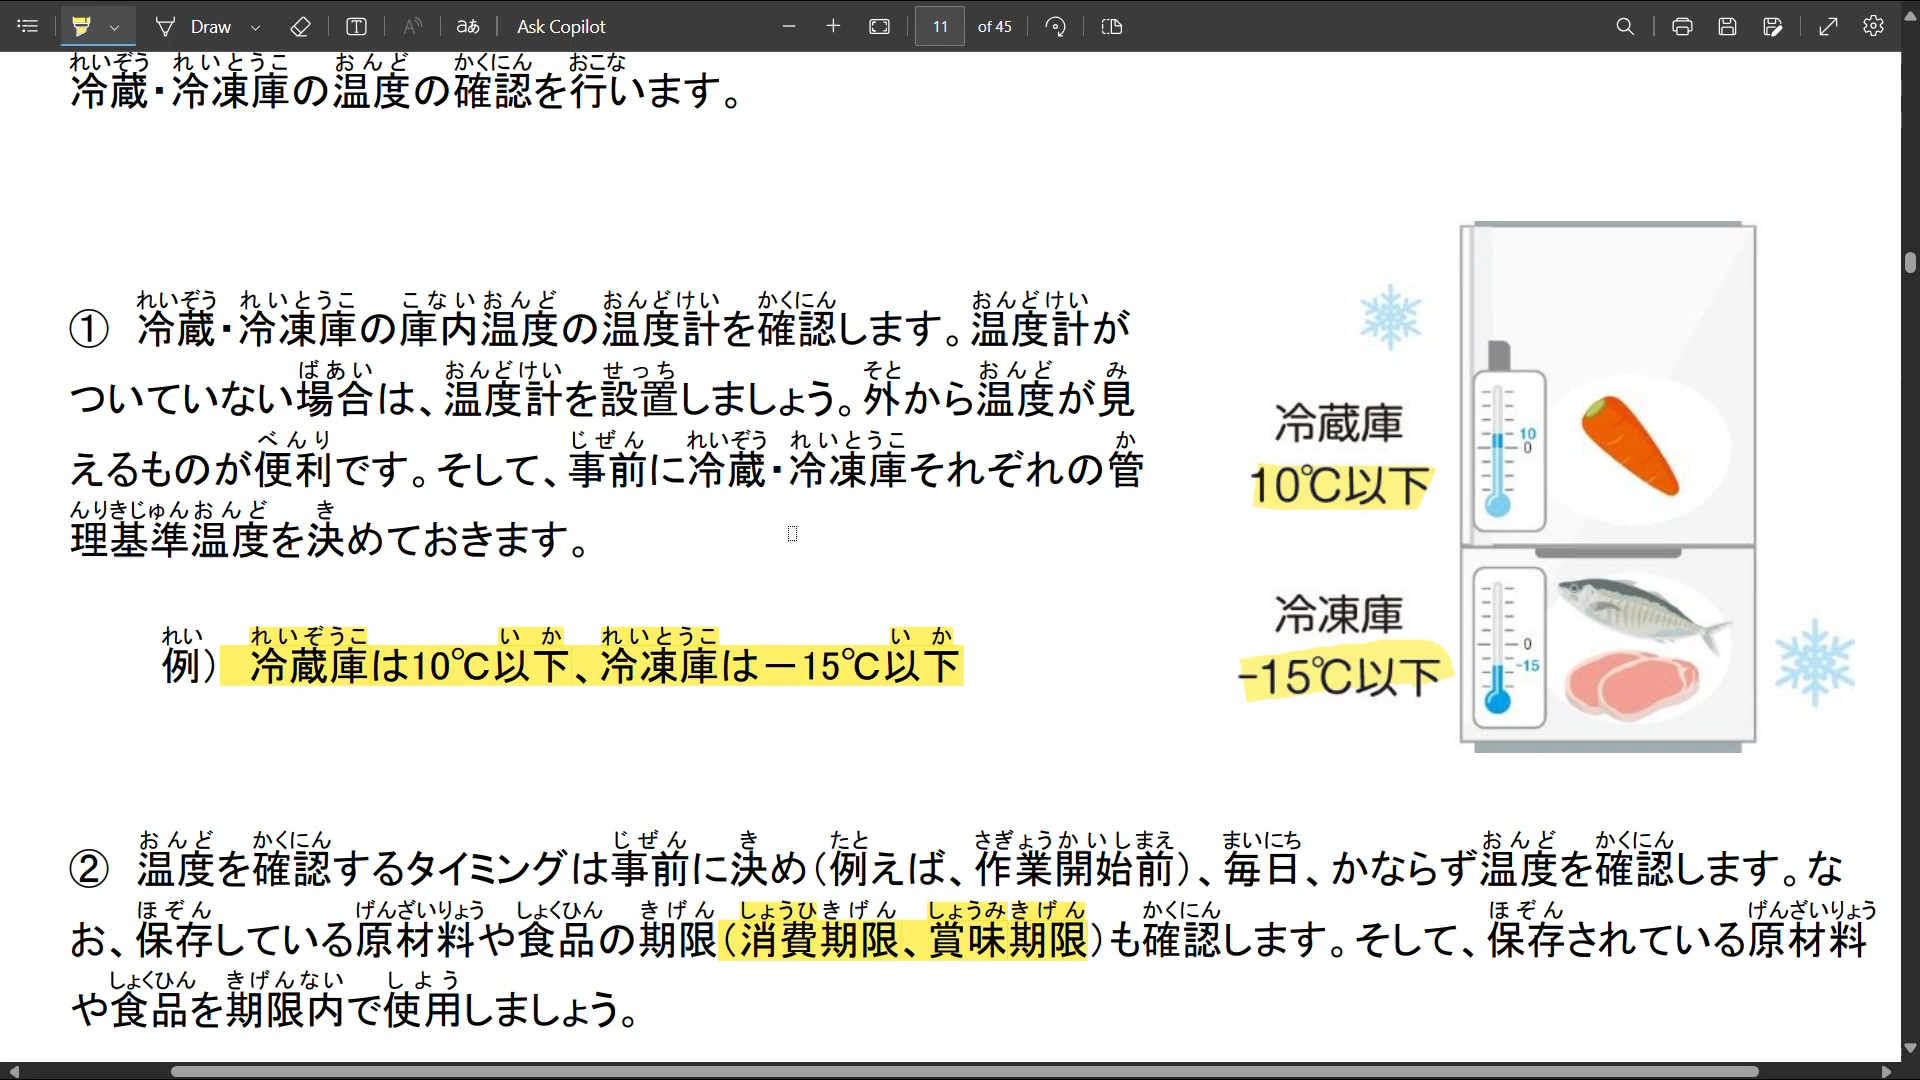 Draw
aあ
Ask Copilot
11 of 45
れいぞう れいとうこ おんど かくにん おこな
冷蔵・冷凍庫の温度の確認を行います。
れいぞう れいとうこ こないおんど おんどけい かくにん おんどけい
① 冷蔵・冷凍庫の庫内温度の温度計を確認します。温度計が
ばあい おんどけい せっち そと おんど み
ついていない場合は、温度計を設置しましょう。外から温度が見
べんり じぜん れいぞう れいとうこ か
えるものが便利です。そして、事前に冷蔵・冷凍庫それぞれの管
んりきじゅんおんど き
理基準温度を決めておきます。
れい れいぞうこ いか れいとうこ いか
例） 冷蔵庫は10℃以下、冷凍庫は－15℃以下
冷蔵庫
10℃以下
10
0
冷凍庫
-15℃以下
0
-15
おんど かくにん じぜん き たと さぎょうかいしまえ まいにち おんど かくにん
② 温度を確認するタイミングは事前に決め（例えば、作業開始前）、毎日、かならず温度を確認します。な
ほぞん げんざいりょう しょくひん きげん しょうひきげん しょうみきげん かくにん ほぞん げんざいりょう
お、保存している原材料や食品の期限（消費期限、賞味期限）も確認します。そして、保存されている原材料
しょくひん きげんない しよう
や食品を期限内で使用しましょう。